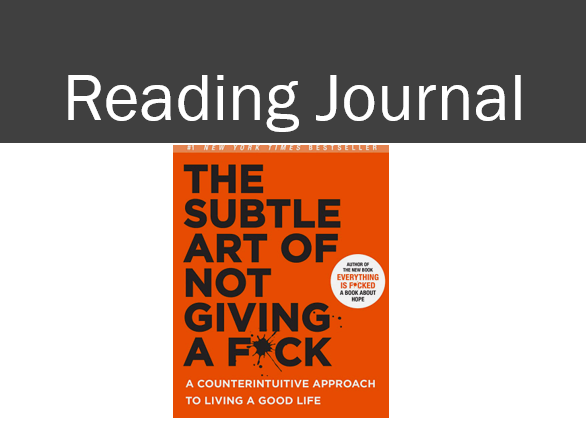 Reading Journal
#1 NEW YORK TIMES BESTSELLER
THE
SUBTLE
ART OF
NOT
GIVING
A F*CK
AUTHOR OF
THE NEW BOOK
EVERYTHING
IS F*CKED
A BOOK ABOUT
HOPE
A COUNTERINTUITIVE APPROACH
TO LIVING A GOOD LIFE